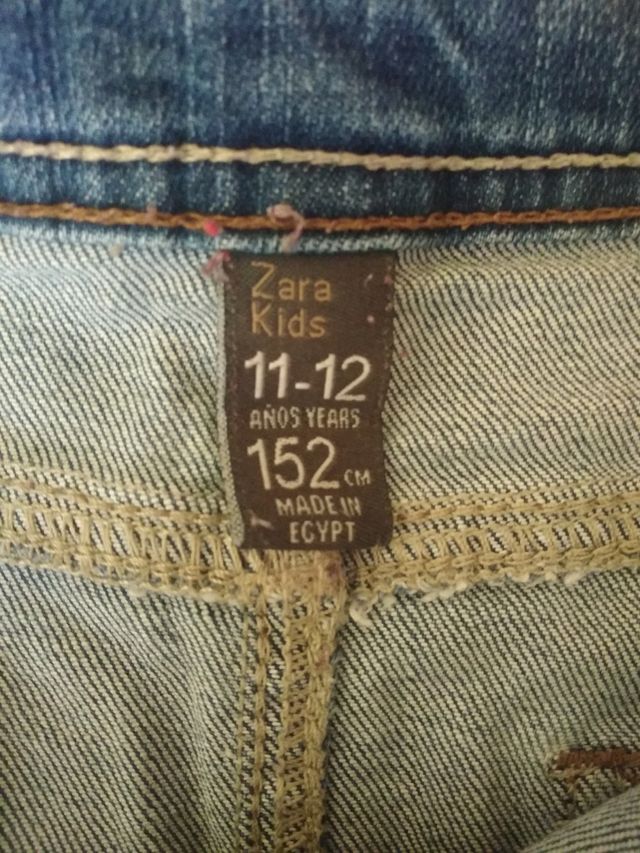 Zara
Kids
11-12
AÑOS YEARS
152 CM
MADE IN
EGYPT